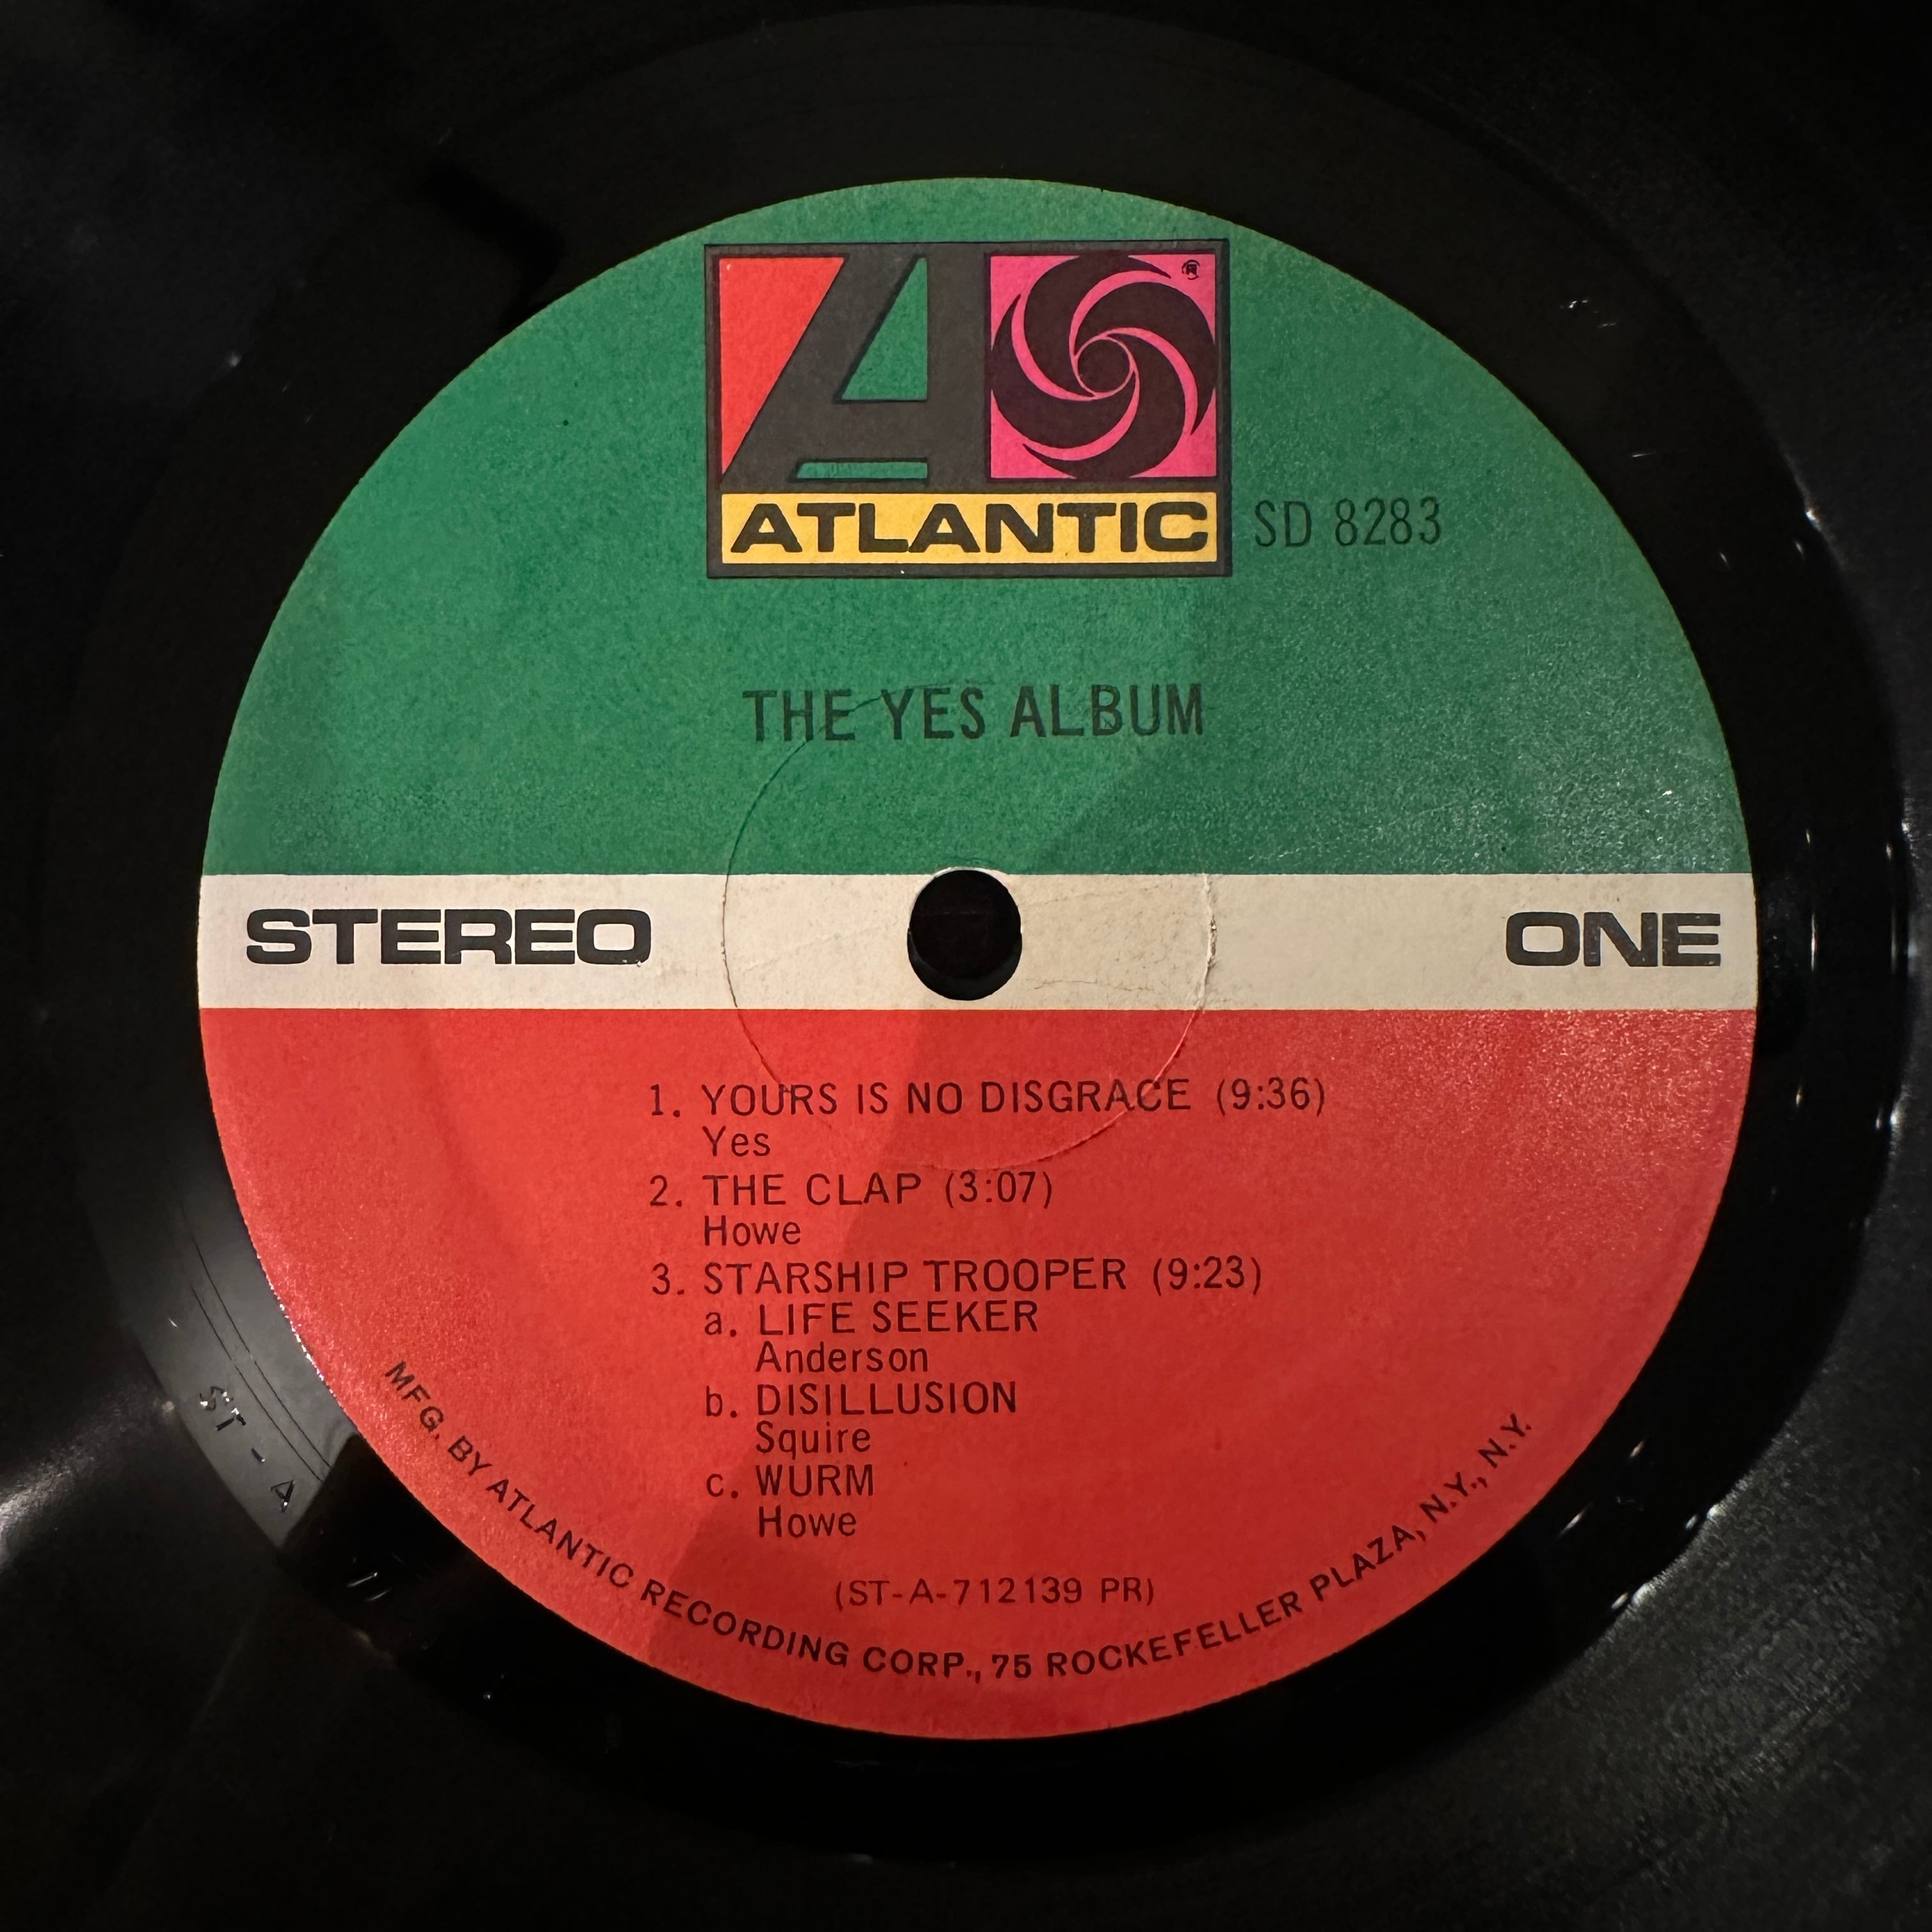 ATLANTIC
SD 8283
THE YES ALBUM
STEREO
ONE
1. YOURS IS NO DISGRACE (9:36)
Yes
2. THE CLAP (3:07)
Howe
3. STARSHIP TROOPER (9:23)
a. LIFE SEEKER
Anderson
b. DISILLUSION
Squire
c. WURM
Howe
(ST-A-712139 PR)
MFG. BY ATLANTIC RECORDING CORP., 75 ROCKEFELLER PLAZA, N.Y., N.Y.
ST-A